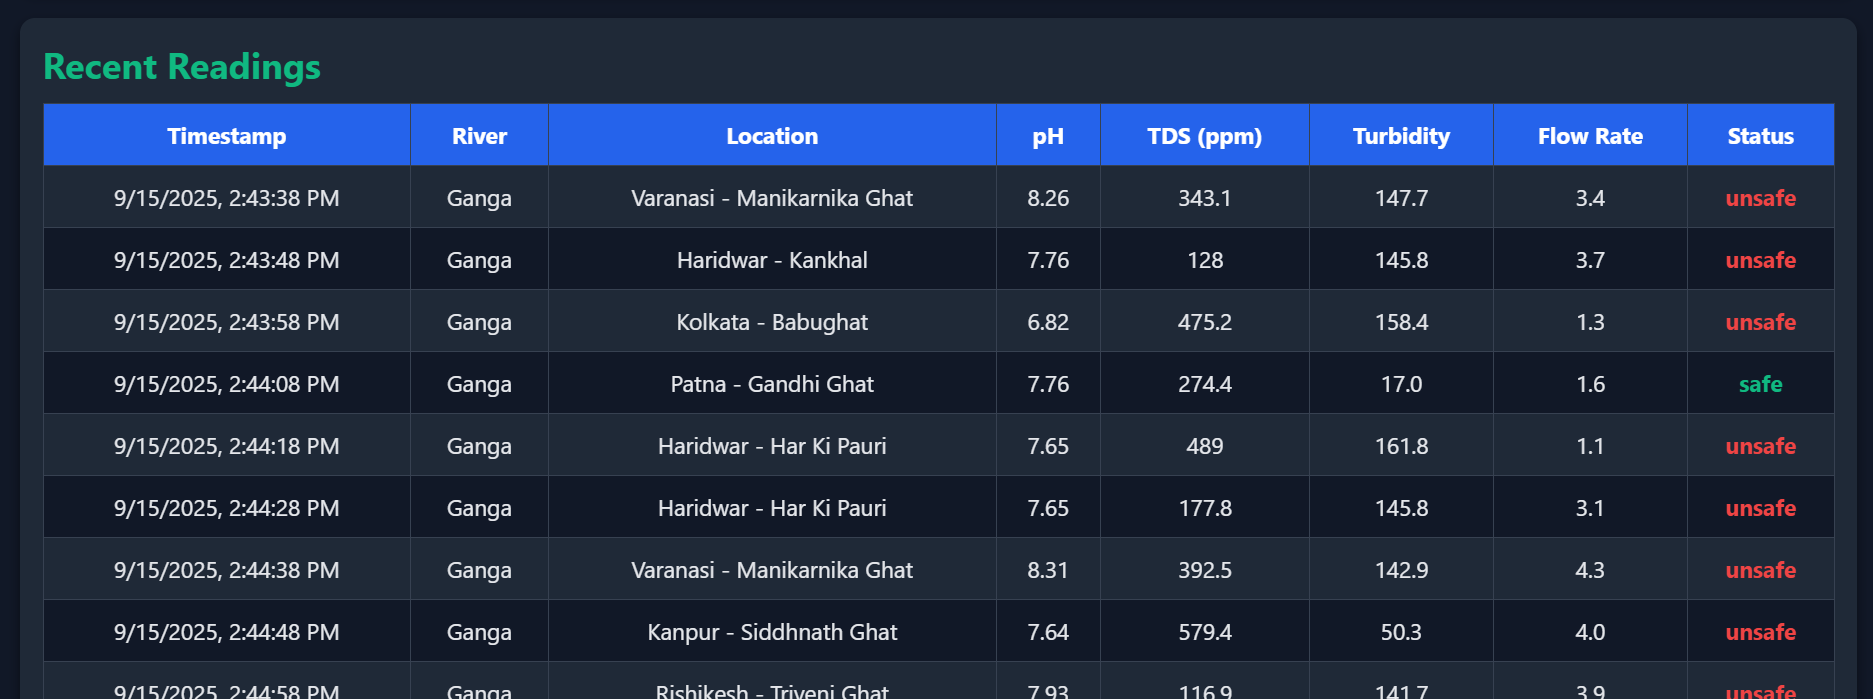 Recent Readings
Timestamp River Location pH TDS (ppm) Turbidity Flow Rate Status
9/15/2025, 2:43:38 PM Ganga Varanasi - Manikarnika Ghat 8.26 343.1 147.7 3.4 unsafe
9/15/2025, 2:43:48 PM Ganga Haridwar - Kankhal 7.76 128 145.8 3.7 unsafe
9/15/2025, 2:43:58 PM Ganga Kolkata - Babughat 6.82 475.2 158.4 1.3 unsafe
9/15/2025, 2:44:08 PM Ganga Patna - Gandhi Ghat 7.76 274.4 17.0 1.6 safe
9/15/2025, 2:44:18 PM Ganga Haridwar - Har Ki Pauri 7.65 489 161.8 1.1 unsafe
9/15/2025, 2:44:28 PM Ganga Haridwar - Har Ki Pauri 7.65 177.8 145.8 3.1 unsafe
9/15/2025, 2:44:38 PM Ganga Varanasi - Manikarnika Ghat 8.31 392.5 142.9 4.3 unsafe
9/15/2025, 2:44:48 PM Ganga Kanpur - Siddhnath Ghat 7.64 579.4 50.3 4.0 unsafe
9/15/2025, 2:44:58 PM Ganga Rishikesh - Triveni Ghat 7.93 116.9 141.7 3.9 unsafe